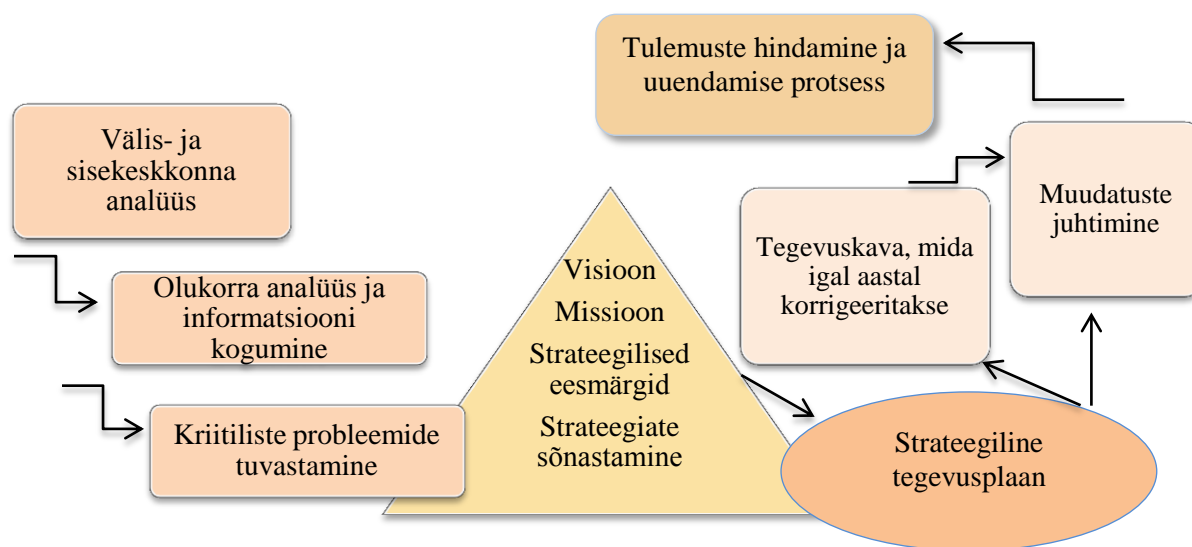 Tulemuste hindamine ja
uuendamise protsess
Välis- ja
sisekeskkonna
analüüs
Muudatuste
juhtimine
Tegevuskava, mida
igal aastal
korrigeeritakse
Olukorra analüüs ja
informatsiooni
kogumine
Visioon
Missioon
Strateegilised
eesmärgid
Strateegiate
sõnastamine
Kriitiliste probleemide
tuvastamine
Strateegiline
tegevusplaan